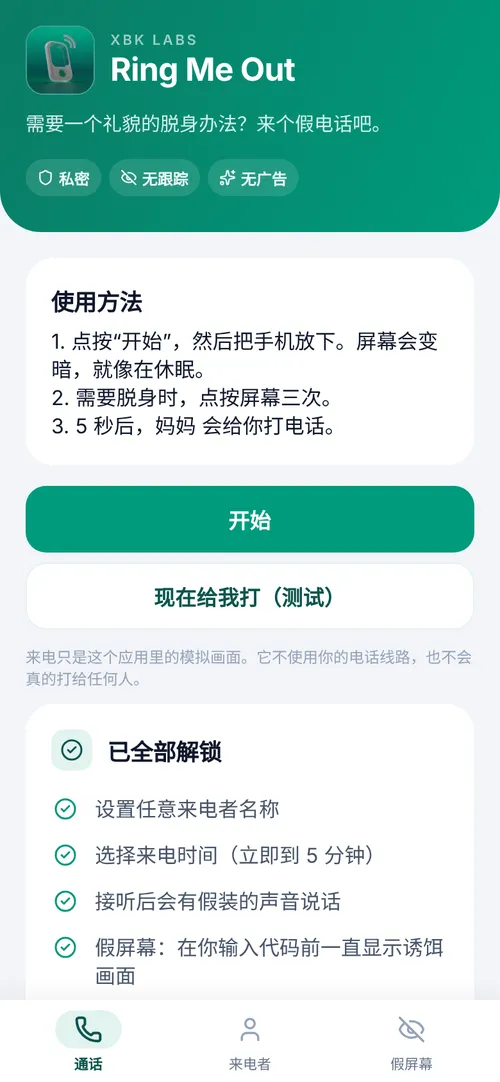 XBK LABS
Ring Me Out
需要一个礼貌的脱身办法？来个假电话吧。
私密
无跟踪
无广告
使用方法
1. 点按“开始”，然后把手机放下。屏幕会变
暗，就像在休眠。
2. 需要脱身时，点按屏幕三次。
3. 5 秒后，妈妈 会给你打电话。
开始
现在给我打（测试）
来电只是这个应用里的模拟画面。它不使用你的电话线路，也不会
真的打给任何人。
已全部解锁
设置任意来电者名称
选择来电时间（立即到 5 分钟）
接听后会有假装的声音说话
假屏幕：在你输入代码前一直显示诱饵
画面
通话
来电者
假屏幕